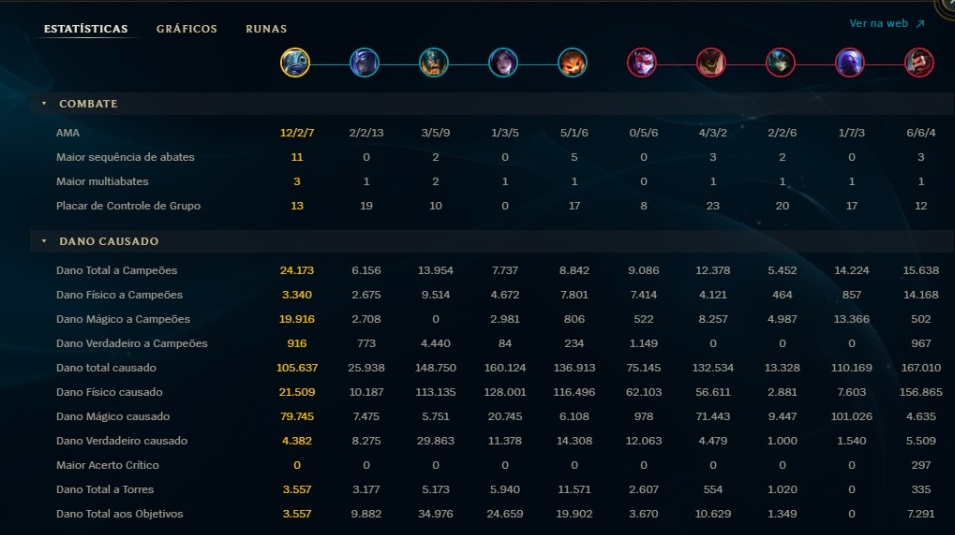 ESTATÍSTICAS GRÁFICOS RUNAS Ver na web
COMBATE
AMA 12/2/7 2/2/13 3/5/9 1/3/5 5/1/6 0/5/6 4/3/2 2/2/6 1/7/3 6/6/4
Maior sequência de abates 11 0 2 0 5 0 3 2 0 3
Maior multiabates 3 1 2 1 1 0 1 1 1 1
Placar de Controle de Grupo 13 19 10 0 17 8 23 20 17 12
DANO CAUSADO
Dano Total a Campeões 24.173 6.156 13.954 7.737 8.842 9.086 12.378 5.452 14.224 15.638
Dano Físico a Campeões 3.340 2.675 9.514 4.672 7.801 7.414 4.121 464 857 14.168
Dano Mágico a Campeões 19.916 2.708 0 2.981 806 522 8.257 4.987 13.366 502
Dano Verdadeiro a Campeões 916 773 4.440 84 234 1.149 0 0 0 967
Dano total causado 105.637 25.938 148.750 160.124 136.913 75.145 132.534 13.328 110.169 167.010
Dano Físico causado 21.509 10.187 113.135 128.001 116.496 62.103 56.611 2.881 7.603 156.865
Dano Mágico causado 79.745 7.475 5.751 20.745 6.108 978 71.443 9.447 101.026 4.635
Dano Verdadeiro causado 4.382 8.275 29.863 11.378 14.308 12.063 4.479 1.000 1.540 5.509
Maior Acerto Crítico 0 0 0 0 0 0 0 0 0 297
Dano Total a Torres 3.557 3.177 5.173 5.940 11.571 2.607 554 1.020 0 335
Dano Total aos Objetivos 3.557 9.882 34.976 24.659 19.902 3.670 10.629 1.349 0 7.291